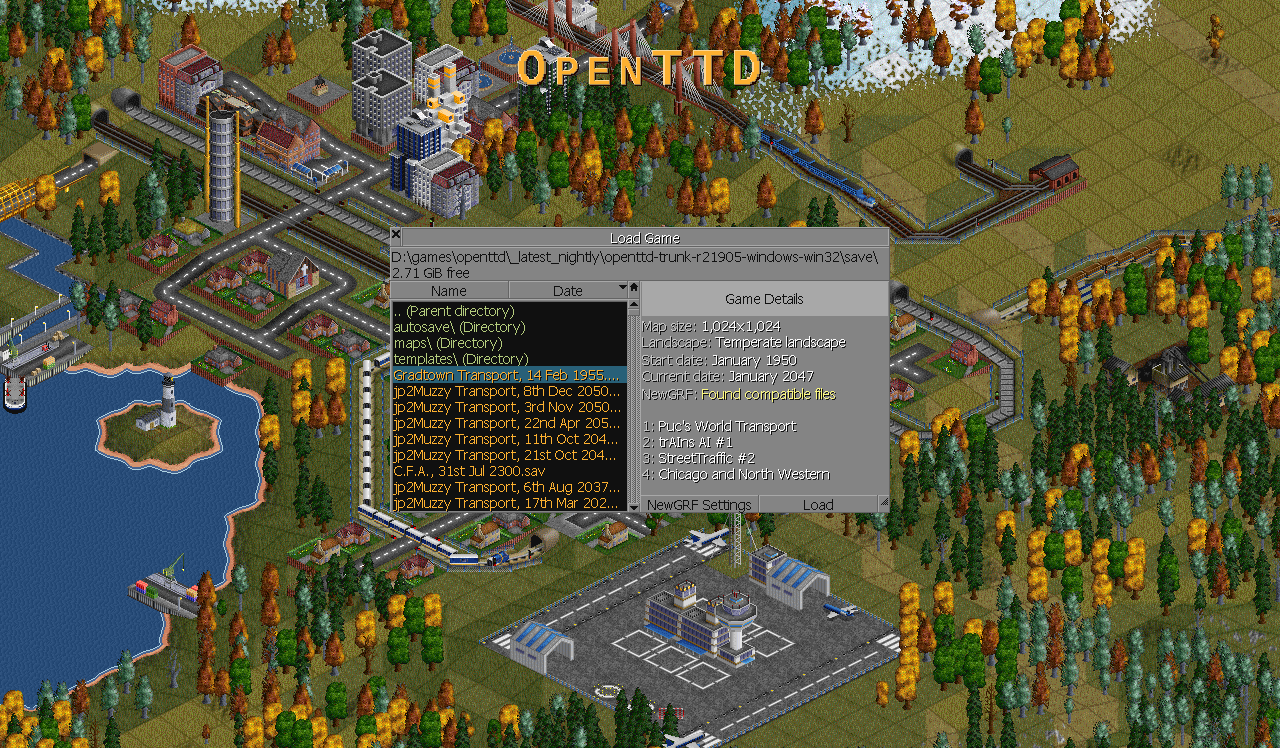 OPENTTD
Load Game
D:\games\openttd\_latest_nightly\openttd-trunk-r21905-windows-win32\save\
2.71 GiB free
Name Date
.. (Parent directory)
autosave\ (Directory)
maps\ (Directory)
templates\ (Directory)
Gradtown Transport, 14 Feb 1955....
jp2Muzzy Transport, 8th Dec 2050...
jp2Muzzy Transport, 3rd Nov 2050...
jp2Muzzy Transport, 22nd Apr 205...
jp2Muzzy Transport, 11th Oct 204...
jp2Muzzy Transport, 21st Oct 204...
C.F.A., 31st Jul 2300.sav
jp2Muzzy Transport, 6th Aug 2037...
jp2Muzzy Transport, 17th Mar 202...
Game Details
Map size: 1,024x1,024
Landscape: Temperate landscape
Start date: January 1950
Current date: January 2047
NewGRF: Found compatible files
1: Puc's World Transport
2: trAIns AI #1
3: StreetTraffic #2
4: Chicago and North Western
NewGRF Settings Load